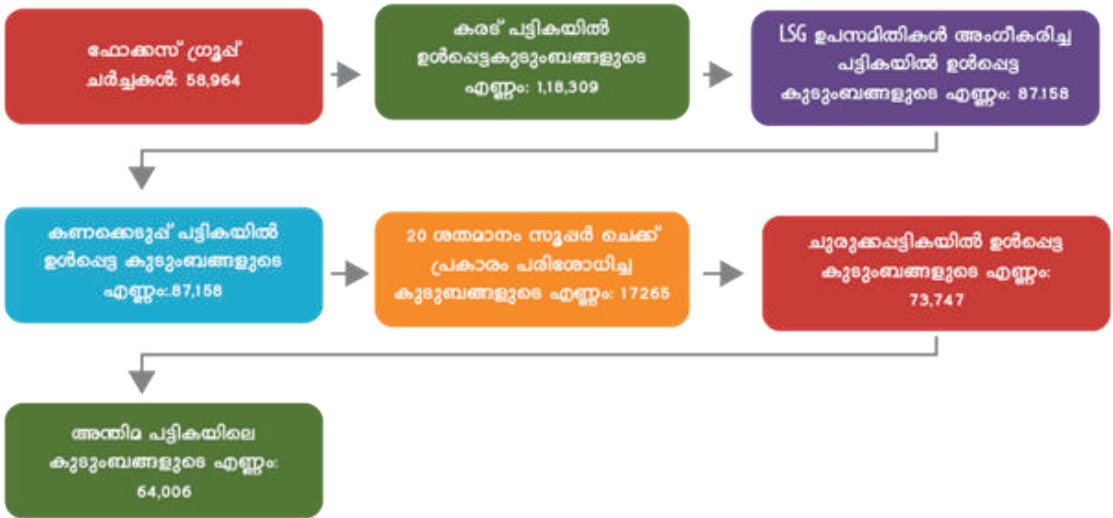 ഫോക്കസ് ഗ്രൂപ്പ്
ചർച്ചകൾ: 58,964
കരട് പട്ടികയിൽ
ഉൾപ്പെട്ടകുടുംബങ്ങളുടെ
എണ്ണം: 1,18,309
LSG ഉപസമിതികൾ അംഗീകരിച്ച
പട്ടികയിൽ ഉൾപ്പെട്ട
കുടുംബങ്ങളുടെ എണ്ണം: 87.158
കണക്കെടുപ്പ് പട്ടികയിൽ
ഉൾപ്പെട്ട കുടുംബങ്ങളുടെ
എണ്ണം:.87,158
20 ശതമാനം സൂപ്പർ ചെക്ക്
പ്രകാരം പരിശോധിച്ച
കുടുബങ്ങളുടെ എണ്ണം: 17265
ചുരുക്കപ്പട്ടികയിൽ ഉൾപ്പെട്ട
കുടുംബങ്ങളുടെ എണ്ണം:
73,747
അന്തിമ പട്ടികയിലെ
കുടുംബങ്ങളുടെ എണ്ണം:
64,006